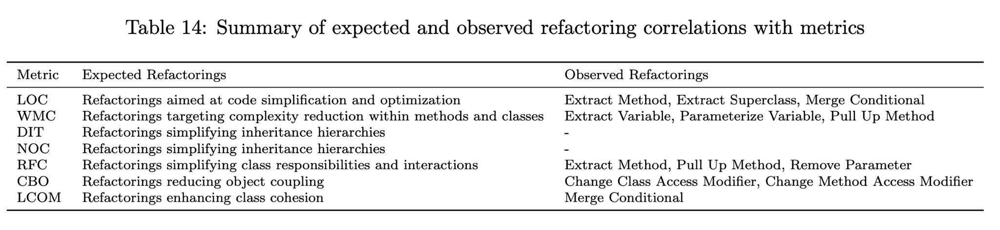 Table 14: Summary of expected and observed refactoring correlations with metrics
Metric Expected Refactorings Observed Refactorings
LOC Refactorings aimed at code simplification and optimization Extract Method, Extract Superclass, Merge Conditional
WMC Refactorings targeting complexity reduction within methods and classes Extract Variable, Parameterize Variable, Pull Up Method
DIT Refactorings simplifying inheritance hierarchies -
NOC Refactorings simplifying inheritance hierarchies -
RFC Refactorings simplifying class responsibilities and interactions Extract Method, Pull Up Method, Remove Parameter
CBO Refactorings reducing object coupling Change Class Access Modifier, Change Method Access Modifier
LCOM Refactorings enhancing class cohesion Merge Conditional